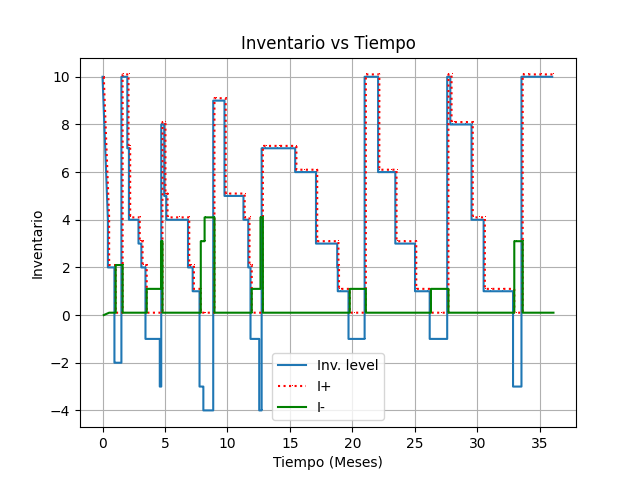 Inventario vs Tiempo
Inventario
10
8
6
4
2
0
−2
−4
Inv. level
I+
I-
0 5 10 15 20 25 30 35
Tiempo (Meses)